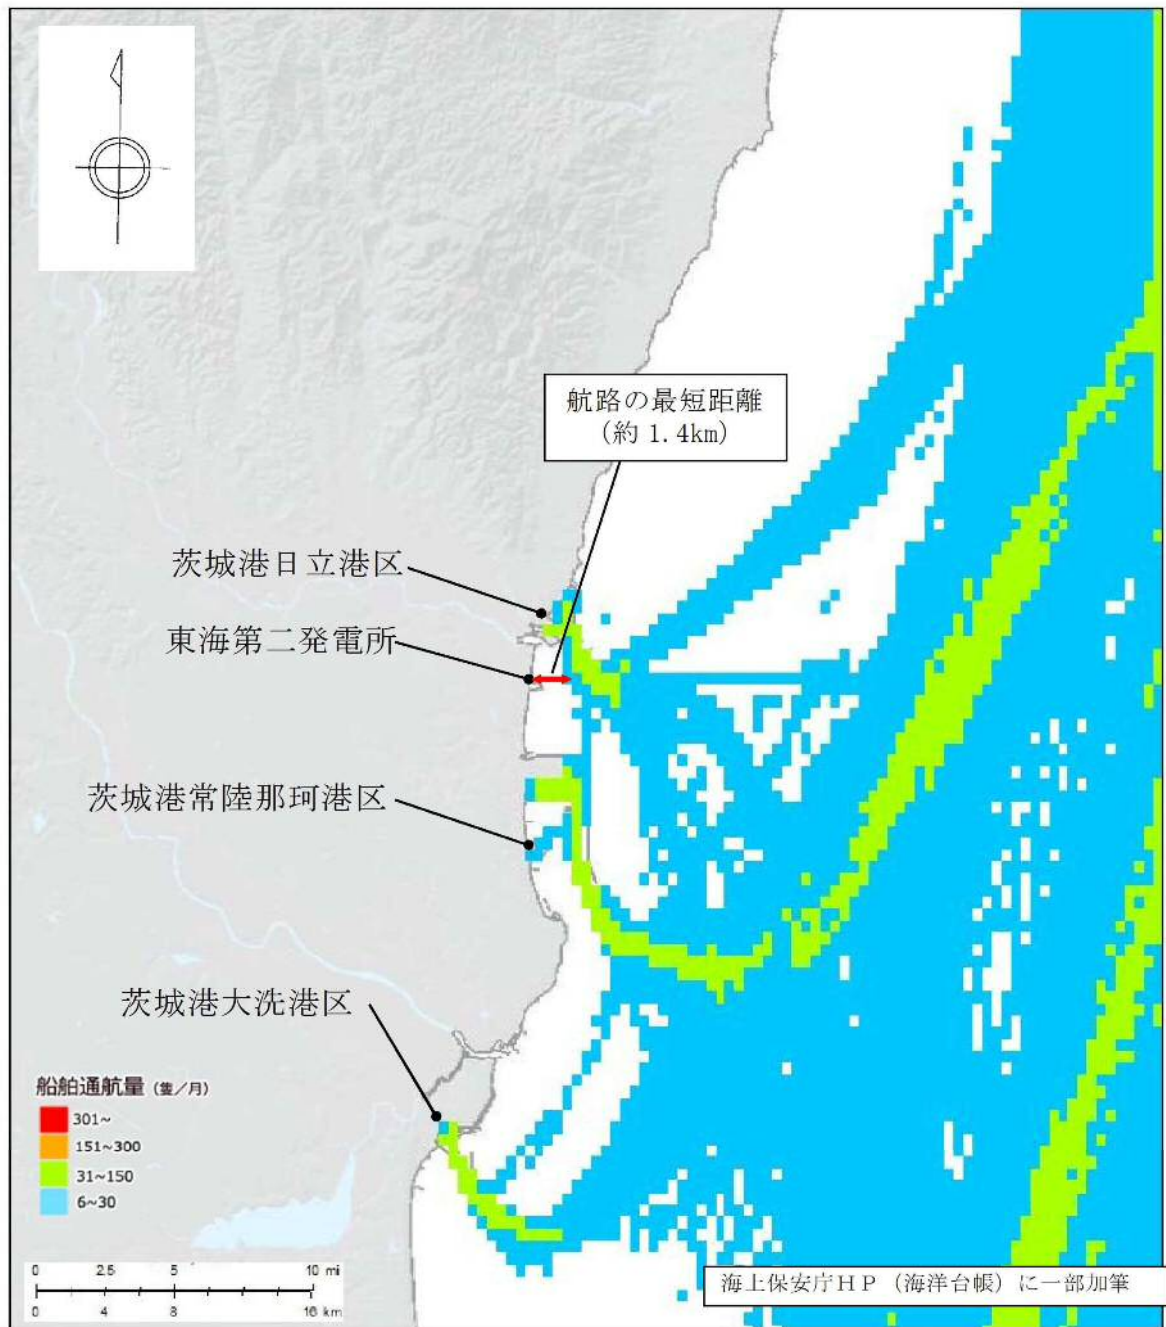 航路の最短距離
(約 1.4km)
茨城港日立港区
東海第二発電所
茨城港常陸那珂港区
茨城港大洗港区
船舶通航量 (隻／月)
301~
151~300
31~150
6~30
0 2.5 5 10 mi
0 4 8 16 km
海上保安庁ＨＰ（海洋台帳）に一部加筆